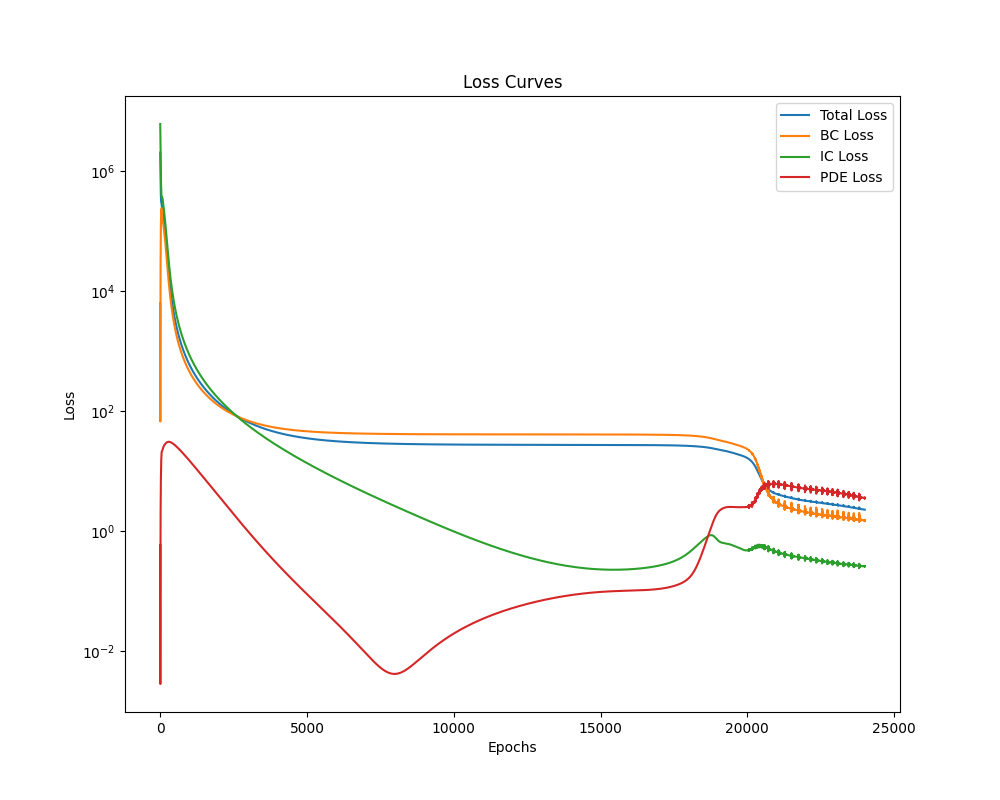 Loss Curves
Total Loss
BC Loss
IC Loss
PDE Loss
10⁶
10⁴
10²
10⁰
10⁻²
Loss
0
5000
10000
15000
20000
25000
Epochs